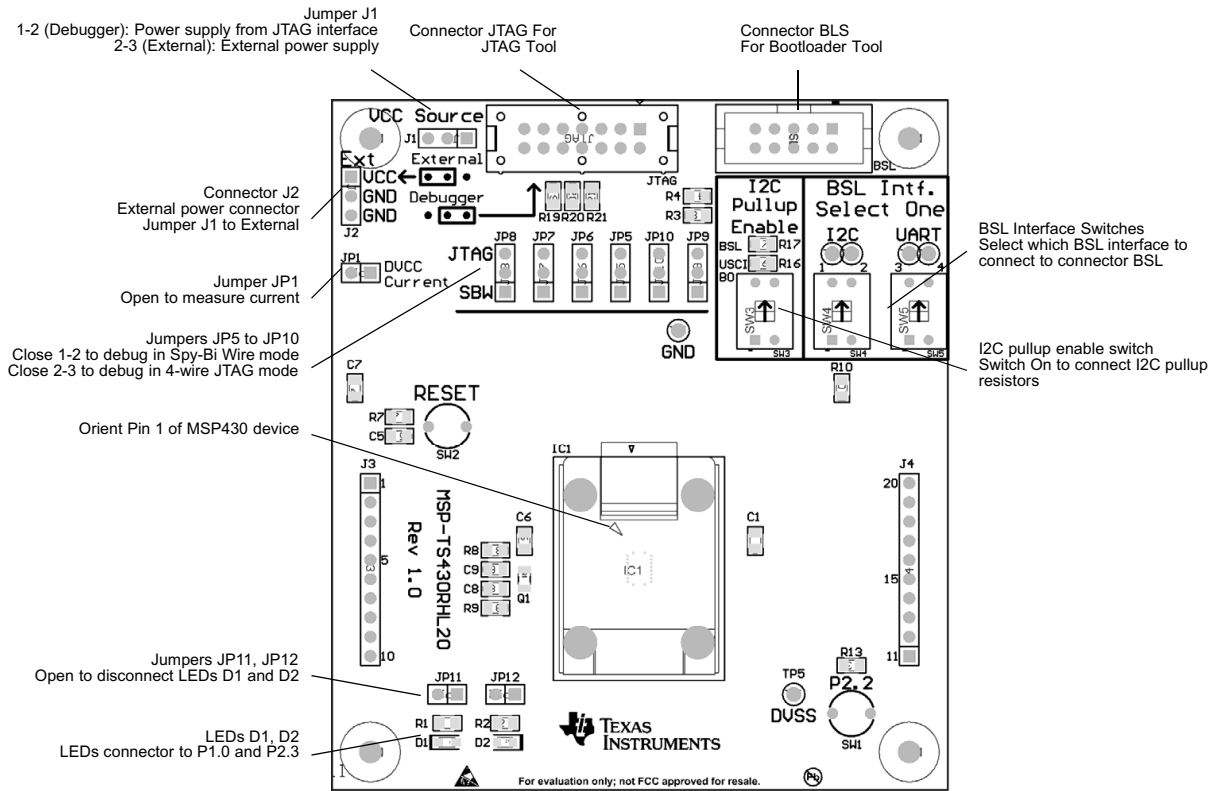 Jumper J1
1-2 (Debugger): Power supply from JTAG interface
2-3 (External): External power supply
Connector JTAG For
JTAG Tool
Connector BLS
For Bootloader Tool
VCC Source
J1
JTAG
BSL
Ext
External
VCC
GND
GND
J2
Debugger
R19 R20 R21
JTAG
R4
R3
BSL
I2C
Pullup
Enable
BSL
R17
USCI
R16
BO
SW3
SW3
BSL Intf.
Select One
I2C
UART
1 2
3 4
SW4
SW4
SW5
SW5
Connector J2
External power connector
Jumper J1 to External
JP1
DVCC
Current
Jumper JP1
Open to measure current
JP8 JP7 JP6 JP5 JP10 JP9
JTAG
SBW
GND
BSL Interface Switches
Select which BSL interface to
connect to connector BSL
Jumpers JP5 to JP10
Close 1-2 to debug in Spy-Bi Wire mode
Close 2-3 to debug in 4-wire JTAG mode
I2C pullup enable switch
Switch On to connect I2C pullup
resistors
C7
R10
RESET
R7
C5
SW2
Orient Pin 1 of MSP430 device
IC1
IC1
J3
1
5
10
MSP-TS430RHL20
Rev 1.0
C6
R8
C9
C8
R9
Q1
C1
J4
20
15
11
Jumpers JP11, JP12
Open to disconnect LEDs D1 and D2
JP11
JP12
R13
P2.2
TP5
DVSS
SW1
LEDs D1, D2
LEDs connector to P1.0 and P2.3
R1
R2
D1
D2
TEXAS
INSTRUMENTS
For evaluation only; not FCC approved for resale.
Pb